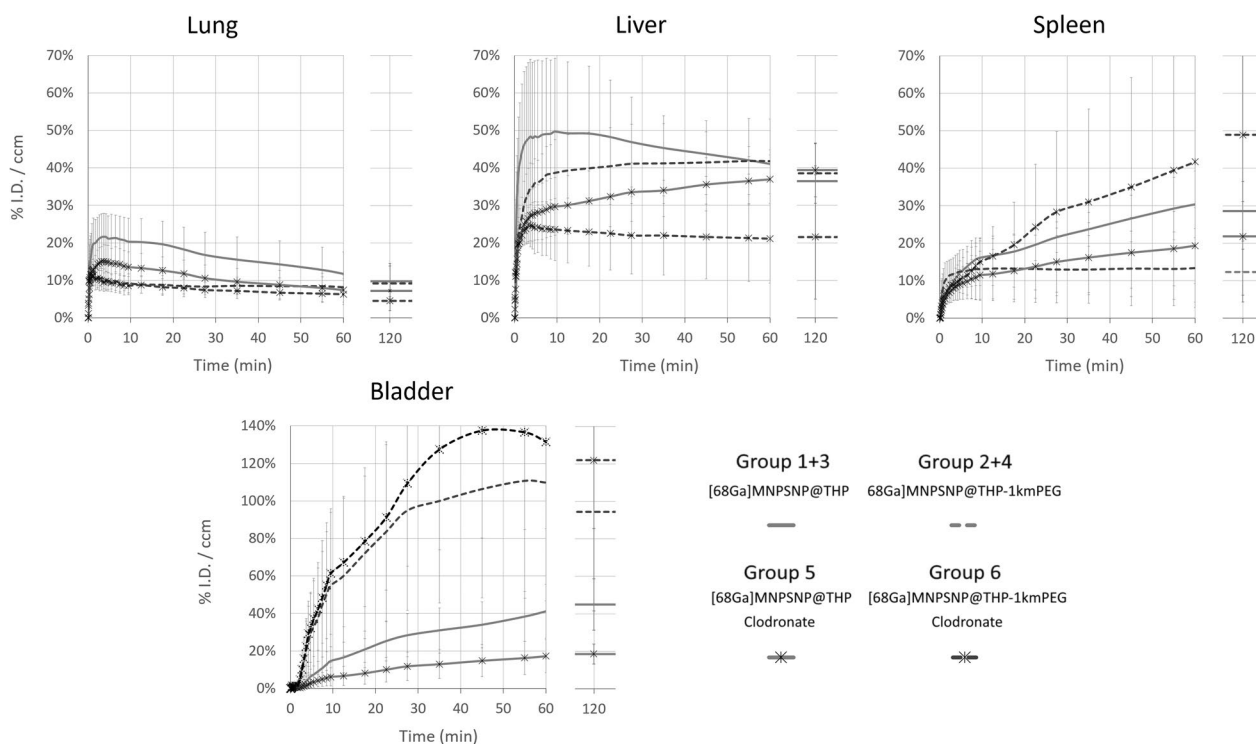 Lung
Liver
Spleen
% I.D. / ccm
70%
60%
50%
40%
30%
20%
10%
0%
0 10 20 30 40 50 60 120
Time (min)
70%
60%
50%
40%
30%
20%
10%
0%
0 10 20 30 40 50 60 120
Time (min)
70%
60%
50%
40%
30%
20%
10%
0%
0 10 20 30 40 50 60 120
Time (min)
Bladder
% I.D. / ccm
140%
120%
100%
80%
60%
40%
20%
0%
0 10 20 30 40 50 60 120
Time (min)
Group 1+3
[68Ga]MNPSNP@THP
Group 2+4
68Ga]MNPSNP@THP-1kmPEG
Group 5
[68Ga]MNPSNP@THP
Clodronate
Group 6
[68Ga]MNPSNP@THP-1kmPEG
Clodronate